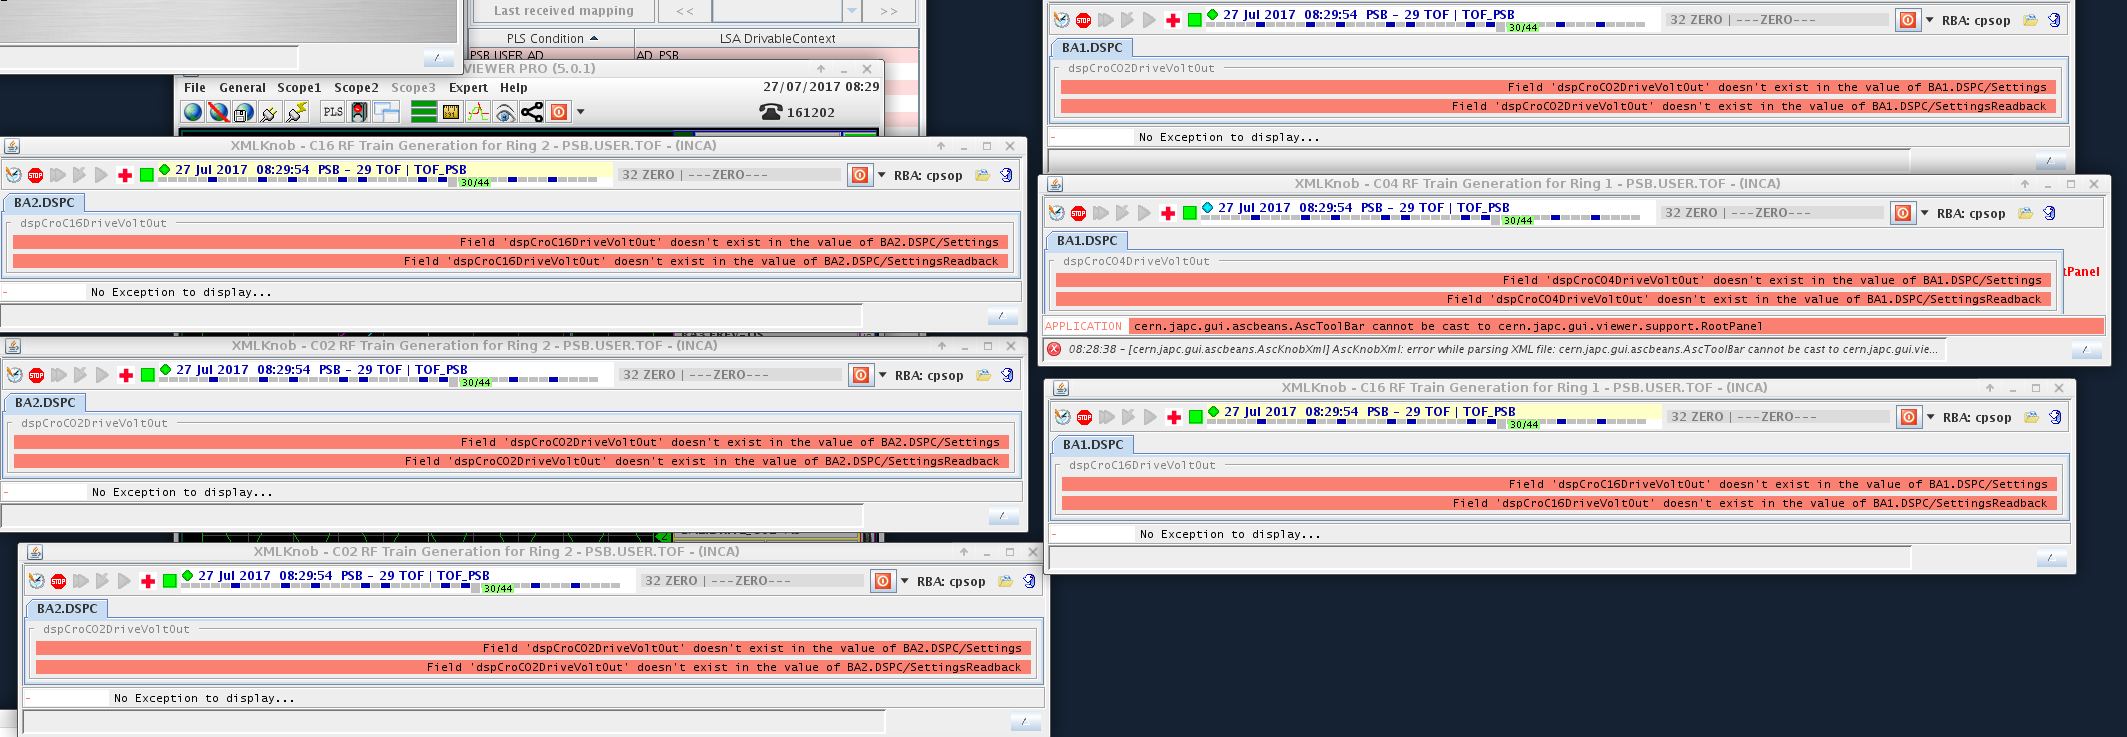 Last received mapping
<<
>>
PLS Condition
LSA DrivableContext
PSB.USER.AD
AD_PSB
VIEWER PRO (5.0.1)
File General Scope1 Scope2 Scope3 Expert Help
27/07/2017 08:29
PLS
161202
XMLKnob - C16 RF Train Generation for Ring 2 - PSB.USER.TOF - (INCA)
STOP
27 Jul 2017 08:29:54 PSB - 29 TOF | TOF_PSB
30/44
32 ZERO | ---ZERO---
RBA: cpsop
BA2.DSPC
dspCroC16DriveVoltOut
Field 'dspCroC16DriveVoltOut' doesn't exist in the value of BA2.DSPC/Settings
Field 'dspCroC16DriveVoltOut' doesn't exist in the value of BA2.DSPC/SettingsReadback
- No Exception to display...
XMLKnob - C02 RF Train Generation for Ring 2 - PSB.USER.TOF - (INCA)
STOP
27 Jul 2017 08:29:54 PSB - 29 TOF | TOF_PSB
30/44
32 ZERO | ---ZERO---
RBA: cpsop
BA2.DSPC
dspCroCO2DriveVoltOut
Field 'dspCroCO2DriveVoltOut' doesn't exist in the value of BA2.DSPC/Settings
Field 'dspCroCO2DriveVoltOut' doesn't exist in the value of BA2.DSPC/SettingsReadback
- No Exception to display...
XMLKnob - C02 RF Train Generation for Ring 2 - PSB.USER.TOF - (INCA)
STOP
27 Jul 2017 08:29:54 PSB - 29 TOF | TOF_PSB
30/44
32 ZERO | ---ZERO---
RBA: cpsop
BA2.DSPC
dspCroCO2DriveVoltOut
Field 'dspCroCO2DriveVoltOut' doesn't exist in the value of BA2.DSPC/Settings
Field 'dspCroCO2DriveVoltOut' doesn't exist in the value of BA2.DSPC/SettingsReadback
- No Exception to display...
STOP
27 Jul 2017 08:29:54 PSB - 29 TOF | TOF_PSB
30/44
32 ZERO | ---ZERO---
RBA: cpsop
BA1.DSPC
dspCroCO2DriveVoltOut
Field 'dspCroCO2DriveVoltOut' doesn't exist in the value of BA1.DSPC/Settings
Field 'dspCroCO2DriveVoltOut' doesn't exist in the value of BA1.DSPC/SettingsReadback
- No Exception to display...
XMLKnob - C04 RF Train Generation for Ring 1 - PSB.USER.TOF - (INCA)
STOP
27 Jul 2017 08:29:54 PSB - 29 TOF | TOF_PSB
30/44
32 ZERO | ---ZERO---
RBA: cpsop
BA1.DSPC
dspCroCO4DriveVoltOut
tPanel
Field 'dspCroCO4DriveVoltOut' doesn't exist in the value of BA1.DSPC/Settings
Field 'dspCroCO4DriveVoltOut' doesn't exist in the value of BA1.DSPC/SettingsReadback
APPLICATION cern.japc.gui.ascbeans.AscToolBar cannot be cast to cern.japc.gui.viewer.support.RootPanel
08:28:38 - [cern.japc.gui.ascbeans.AscKnobXml] AscKnobXml: error while parsing XML file: cern.japc.gui.ascbeans.AscToolBar cannot be cast to cern.japc.gui.vie...
XMLKnob - C16 RF Train Generation for Ring 1 - PSB.USER.TOF - (INCA)
STOP
27 Jul 2017 08:29:54 PSB - 29 TOF | TOF_PSB
30/44
32 ZERO | ---ZERO---
RBA: cpsop
BA1.DSPC
dspCroC16DriveVoltOut
Field 'dspCroC16DriveVoltOut' doesn't exist in the value of BA1.DSPC/Settings
Field 'dspCroC16DriveVoltOut' doesn't exist in the value of BA1.DSPC/SettingsReadback
- No Exception to display...